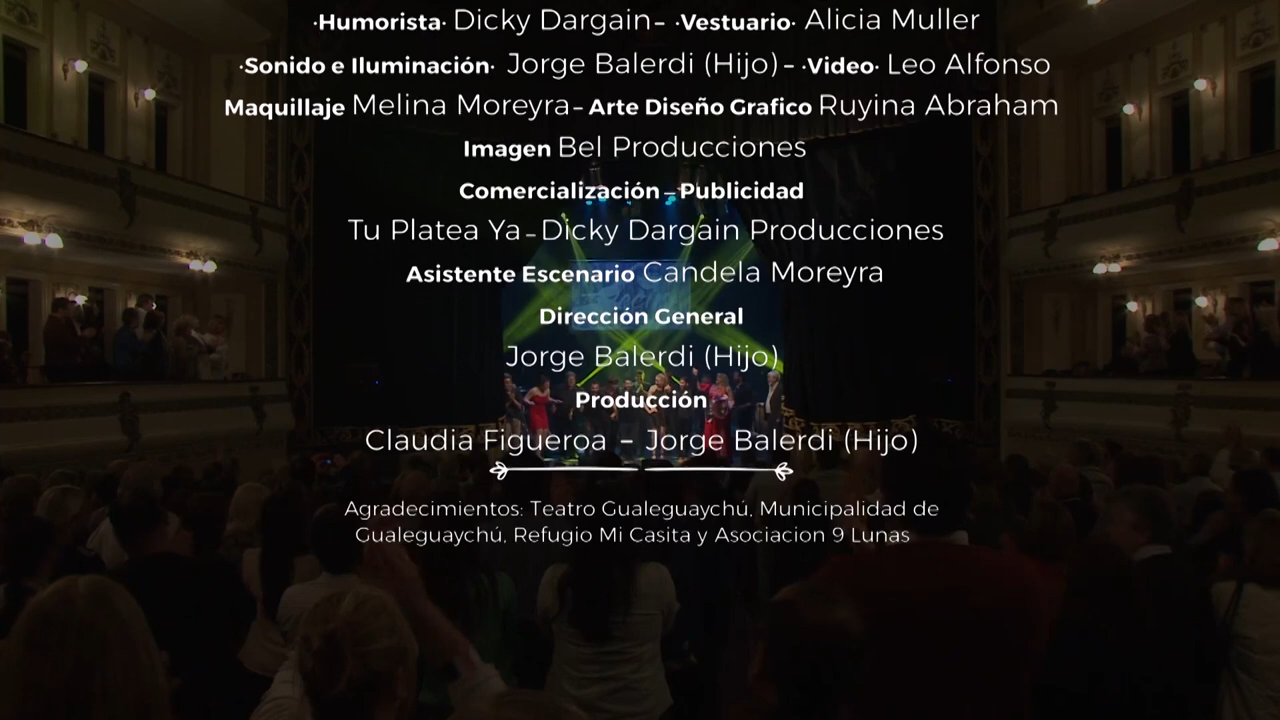 ·Humorista· Dicky Dargain– ·Vestuario· Alicia Muller
·Sonido e Iluminación· Jorge Balerdi (Hijo) – ·Video· Leo Alfonso
Maquillaje Melina Moreyra – Arte Diseño Grafico Ruyina Abraham
Imagen Bel Producciones
Comercialización – Publicidad
Tu Platea Ya – Dicky Dargain Producciones
Asistente Escenario Candela Moreyra
Dirección General
Jorge Balerdi (Hijo)
Producción
Claudia Figueroa – Jorge Balerdi (Hijo)
Agradecimientos: Teatro Gualeguaychú, Municipalidad de
Gualeguaychú, Refugio Mi Casita y Asociacion 9 Lunas